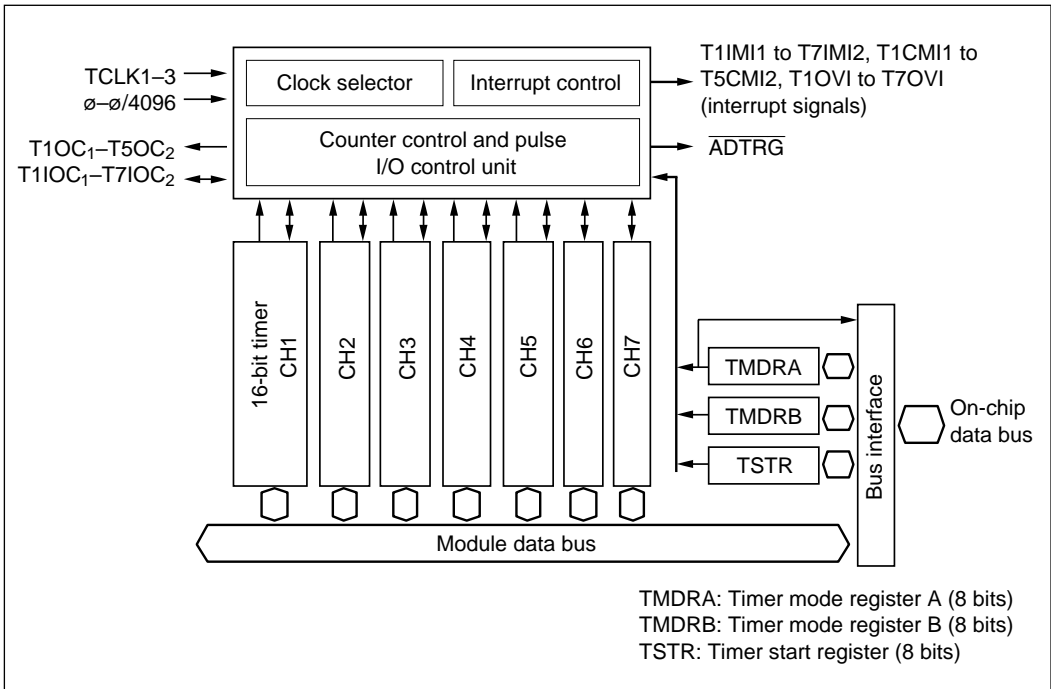 TCLK1–3
ø–ø/4096
T1OC₁–T5OC₂
T1IOC₁–T7IOC₂
Clock selector
Interrupt control
Counter control and pulse
I/O control unit
T1IMI1 to T7IMI2, T1CMI1 to
T5CMI2, T1OVI to T7OVI
(interrupt signals)
A̅D̅T̅R̅G̅
16-bit timer
CH1
CH2
CH3
CH4
CH5
CH6
CH7
TMDRA
TMDRB
TSTR
Bus interface
On-chip
data bus
Module data bus
TMDRA: Timer mode register A (8 bits)
TMDRB: Timer mode register B (8 bits)
TSTR: Timer start register (8 bits)